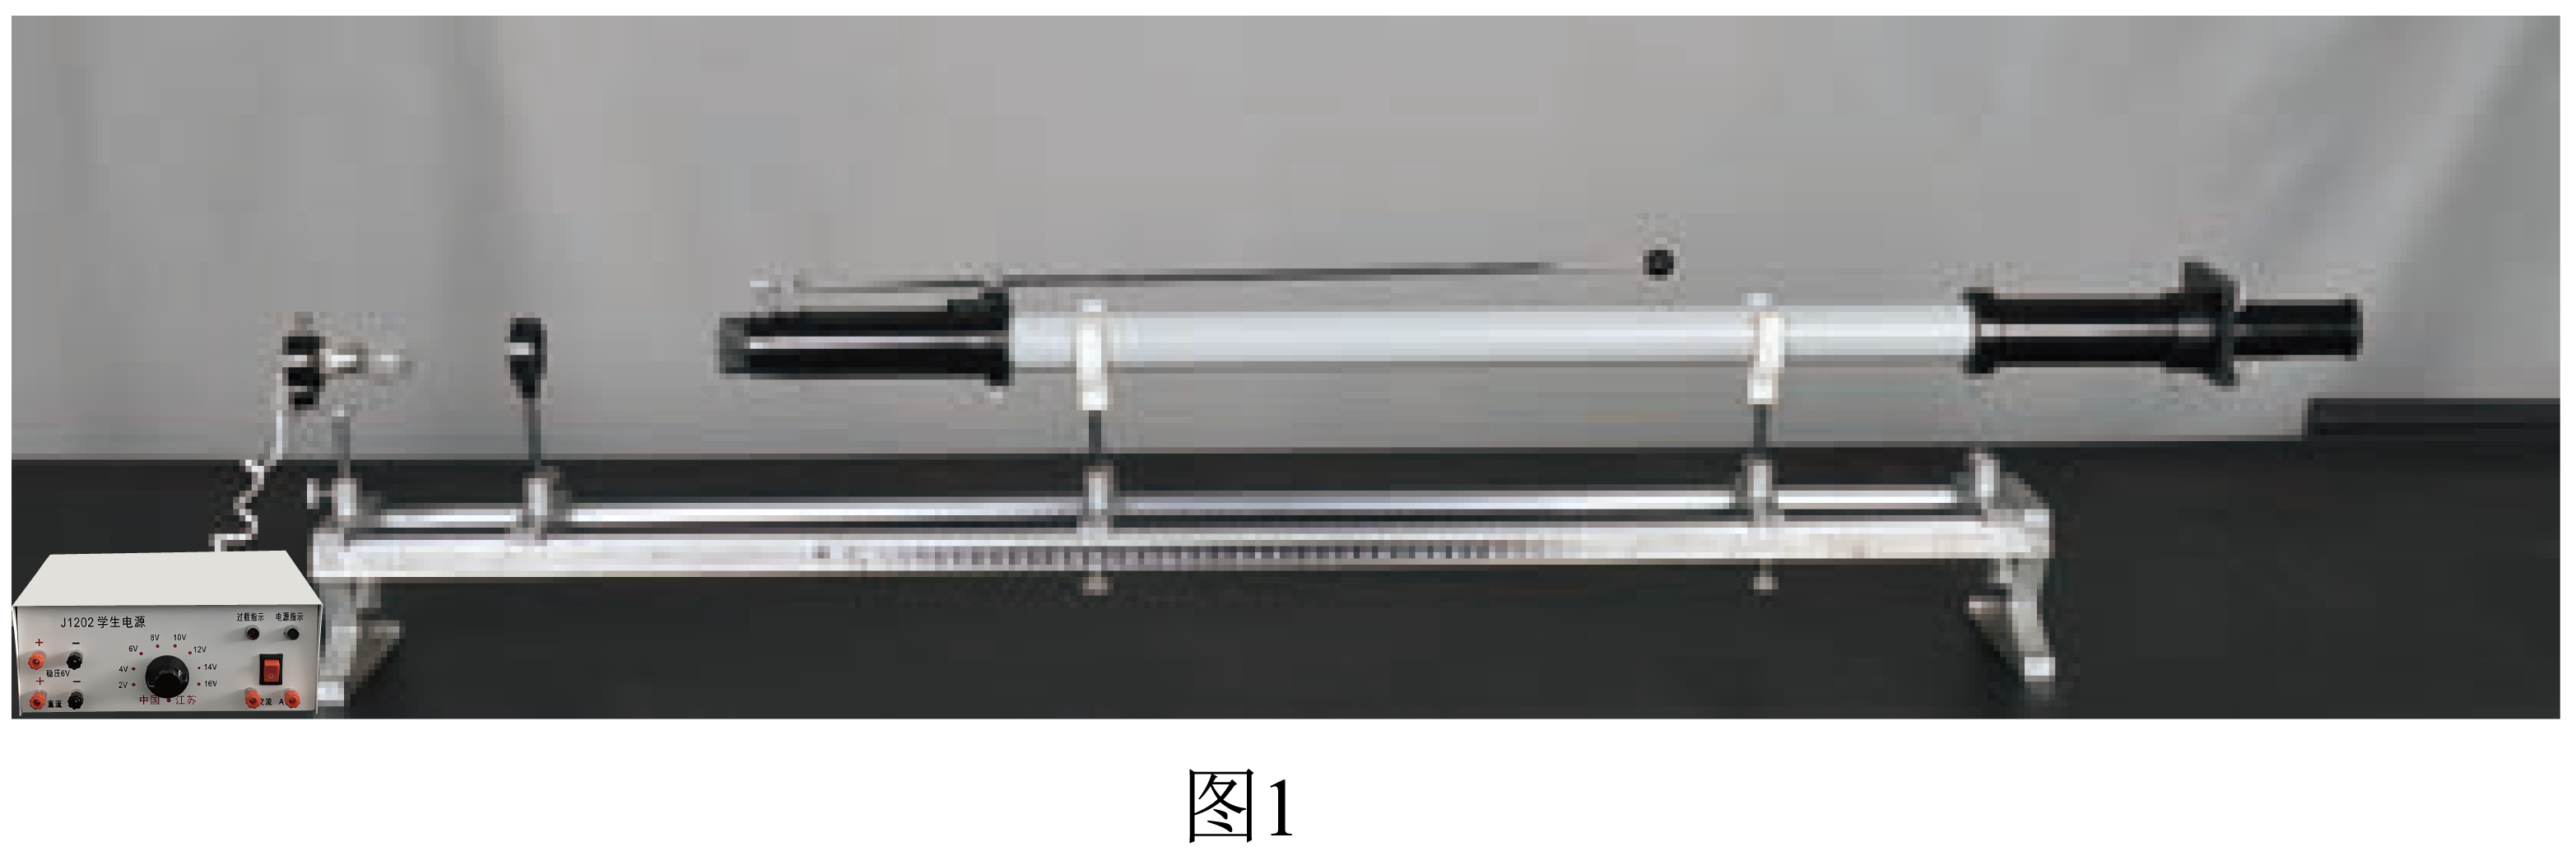 J1202 学生电源
过载指示 电源指示
+ −
稳压6V
+ −
直流
2V 4V 6V 8V 10V 12V 14V 16V
中国 • 江苏
交流 A
图1